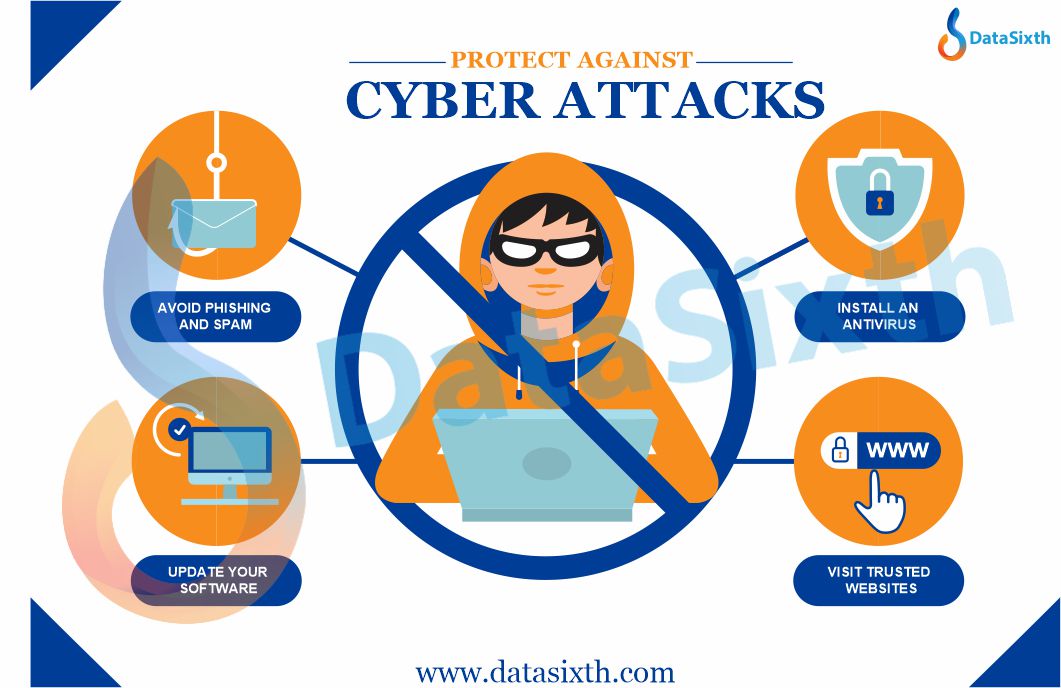 DataSixth
PROTECT AGAINST
CYBER ATTACKS
AVOID PHISHING
AND SPAM
INSTALL AN
ANTIVIRUS
DataSixth
WWW
UPDATE YOUR
SOFTWARE
VISIT TRUSTED
WEBSITES
www.datasixth.com